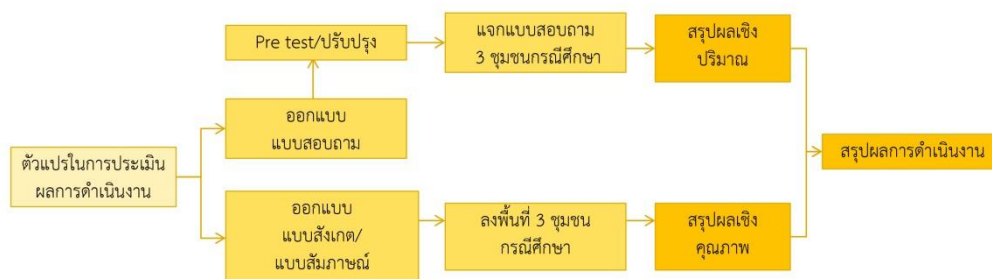 Pre test/ปรับปรุง
แจกแบบสอบถาม
3 ชุมชนกรณีศึกษา
สรุปผลเชิง
ปริมาณ
ออกแบบ
แบบสอบถาม
ตัวแปรในการประเมิน
ผลการดำเนินงาน
สรุปผลการดำเนินงาน
ออกแบบ
แบบสังเกต/
แบบสัมภาษณ์
ลงพื้นที่ 3 ชุมชน
กรณีศึกษา
สรุปผลเชิง
คุณภาพ